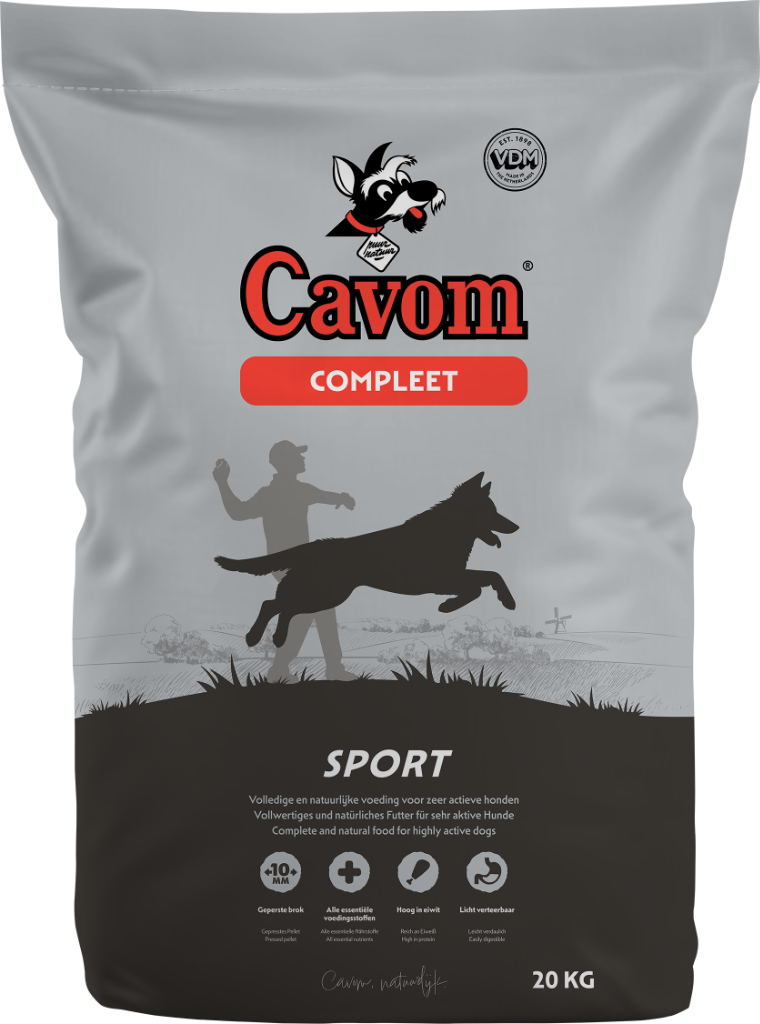 EST. 1898
VDM
MADE IN
THE NETHERLANDS
puur
natuur
Cavom®
COMPLEET
SPORT
Volledige en natuurlijke voeding voor zeer actieve honden
Vollwertiges und natürliches Futter für sehr aktive Hunde
Complete and natural food for highly active dogs
10
MM
Geperste brok
Gepresstes Pellet
Pressed pellet
Alle essentiële
voedingsstoffen
Alle essentielle Nährstoffe
All essential nutrients
Hoog in eiwit
Reich an Eiweiß
High in protein
Licht verteerbaar
Leicht verdaulich
Easily digestible
Cavom, natuurlijk
20 KG